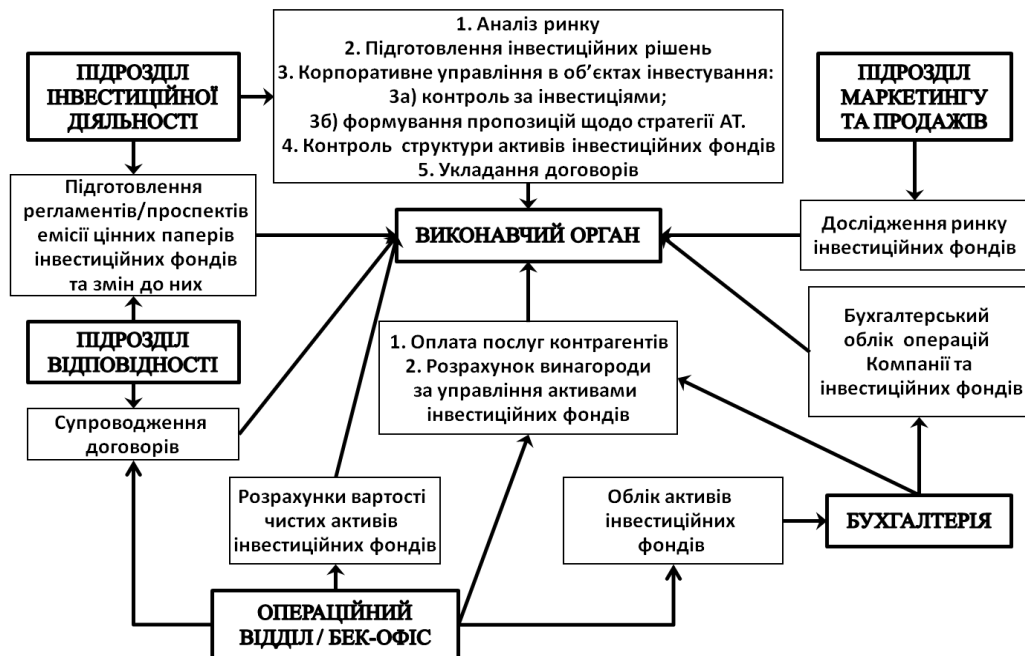 1. Аналіз ринку
2. Підготовлення інвестиційних рішень
3. Корпоративне управління в об’єктах інвестування:
3а) контроль за інвестиціями;
3б) формування пропозицій щодо стратегії АТ.
4. Контроль структури активів інвестиційних фондів
5. Укладання договорів
ПІДРОЗДІЛ
ІНВЕСТИЦІЙНОЇ
ДІЯЛЬНОСТІ
ПІДРОЗДІЛ
МАРКЕТИНГУ
ТА ПРОДАЖІВ
Підготовлення
регламентів/проспектів
емісії цінних паперів
інвестиційних фондів
та змін до них
ВИКОНАВЧИЙ ОРГАН
Дослідження ринку
інвестиційних фондів
ПІДРОЗДІЛ
ВІДПОВІДНОСТІ
1. Оплата послуг контрагентів
2. Розрахунок винагороди
за управління активами
інвестиційних фондів
Бухгалтерський
облік операцій
Компанії та
інвестиційних фондів
Супроводження
договорів
Розрахунки вартості
чистих активів
інвестиційних фондів
Облік активів
інвестиційних
фондів
БУХГАЛТЕРІЯ
ОПЕРАЦІЙНИЙ
ВІДДІЛ / БЕК-ОФІС